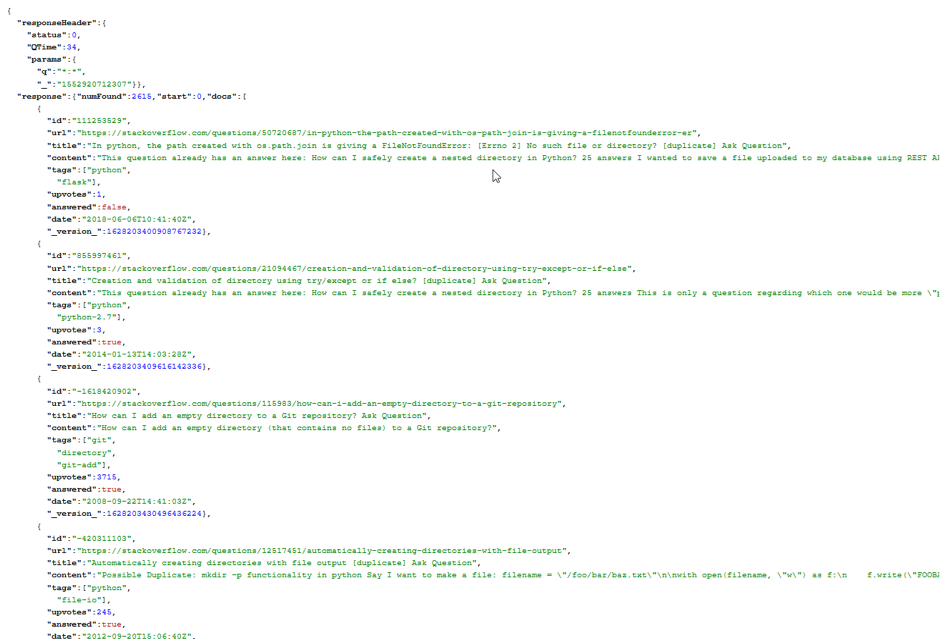 {
"responseHeader":{
"status":0,
"QTime":34,
"params":{
"q":"*:*",
"_":"1552920712307"}},
"response":{"numFound":2615,"start":0,"docs":[
{
"id":"111253529",
"url":"https://stackoverflow.com/questions/50720687/in-python-the-path-created-with-os-path-join-is-giving-a-filenotfounderror-er",
"title":"In python, the path created with os.path.join is giving a FileNotFoundError: [Errno 2] No such file or directory? [duplicate] Ask Question",
"content":"This question already has an answer here: How can I safely create a nested directory in Python? 25 answers I wanted to save a file uploaded to my database using REST
"tags":["python",
"flask"],
"upvotes":1,
"answered":false,
"date":"2018-06-06T10:41:40Z",
"_version_":1628203400908767232},
{
"id":"855997461",
"url":"https://stackoverflow.com/questions/21094467/creation-and-validation-of-directory-using-try-except-or-if-else",
"title":"Creation and validation of directory using try/except or if else? [duplicate] Ask Question",
"content":"This question already has an answer here: How can I safely create a nested directory in Python? 25 answers This is only a question regarding which one would be more \"
"tags":["python",
"python-2.7"],
"upvotes":3,
"answered":true,
"date":"2014-01-13T14:03:28Z",
"_version_":1628203409616142336},
{
"id":"-1618420902",
"url":"https://stackoverflow.com/questions/115983/how-can-i-add-an-empty-directory-to-a-git-repository",
"title":"How can I add an empty directory to a Git repository? Ask Question",
"content":"How can I add an empty directory (that contains no files) to a Git repository?",
"tags":["git",
"directory",
"git-add"],
"upvotes":3715,
"answered":true,
"date":"2008-09-22T14:41:03Z",
"_version_":1628203430496436224},
{
"id":"-420311103",
"url":"https://stackoverflow.com/questions/12517451/automatically-creating-directories-with-file-output",
"title":"Automatically creating directories with file output [duplicate] Ask Question",
"content":"Possible Duplicate: mkdir -p functionality in python Say I want to make a file: filename = \"/foo/bar/baz.txt\"\n\nwith open(filename, \"w\") as f:\n    f.write(\"FOOB
"tags":["python",
"file-io"],
"upvotes":245,
"answered":true,
"date":"2012-09-20T15:06:40Z",